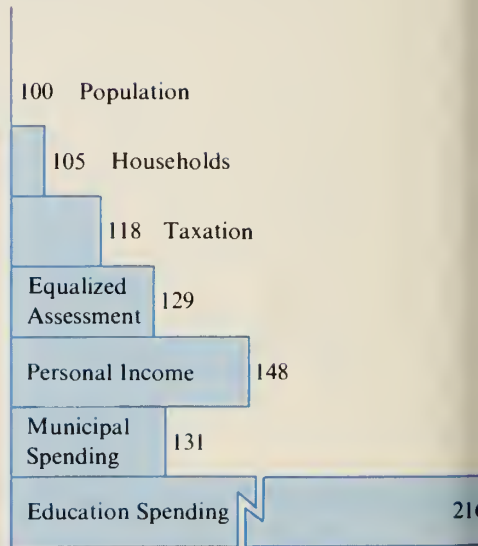 100 Population
105 Households
118 Taxation
Equalized
Assessment 129
Personal Income 148
Municipal
Spending 131
Education Spending